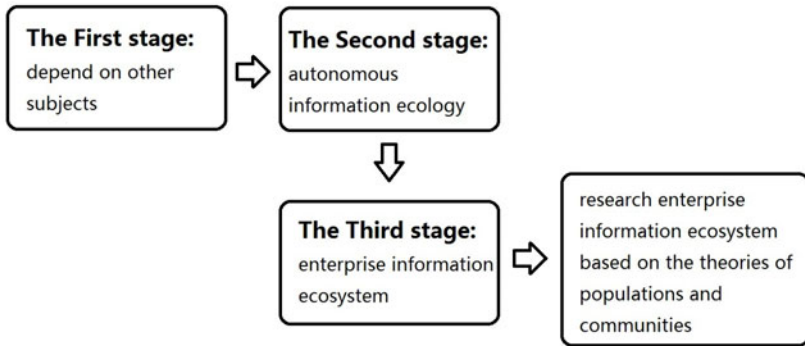 The First stage:
depend on other
subjects
The Second stage:
autonomous
information ecology
The Third stage:
enterprise information
ecosystem
research enterprise
information ecosystem
based on the theories of
populations and
communities